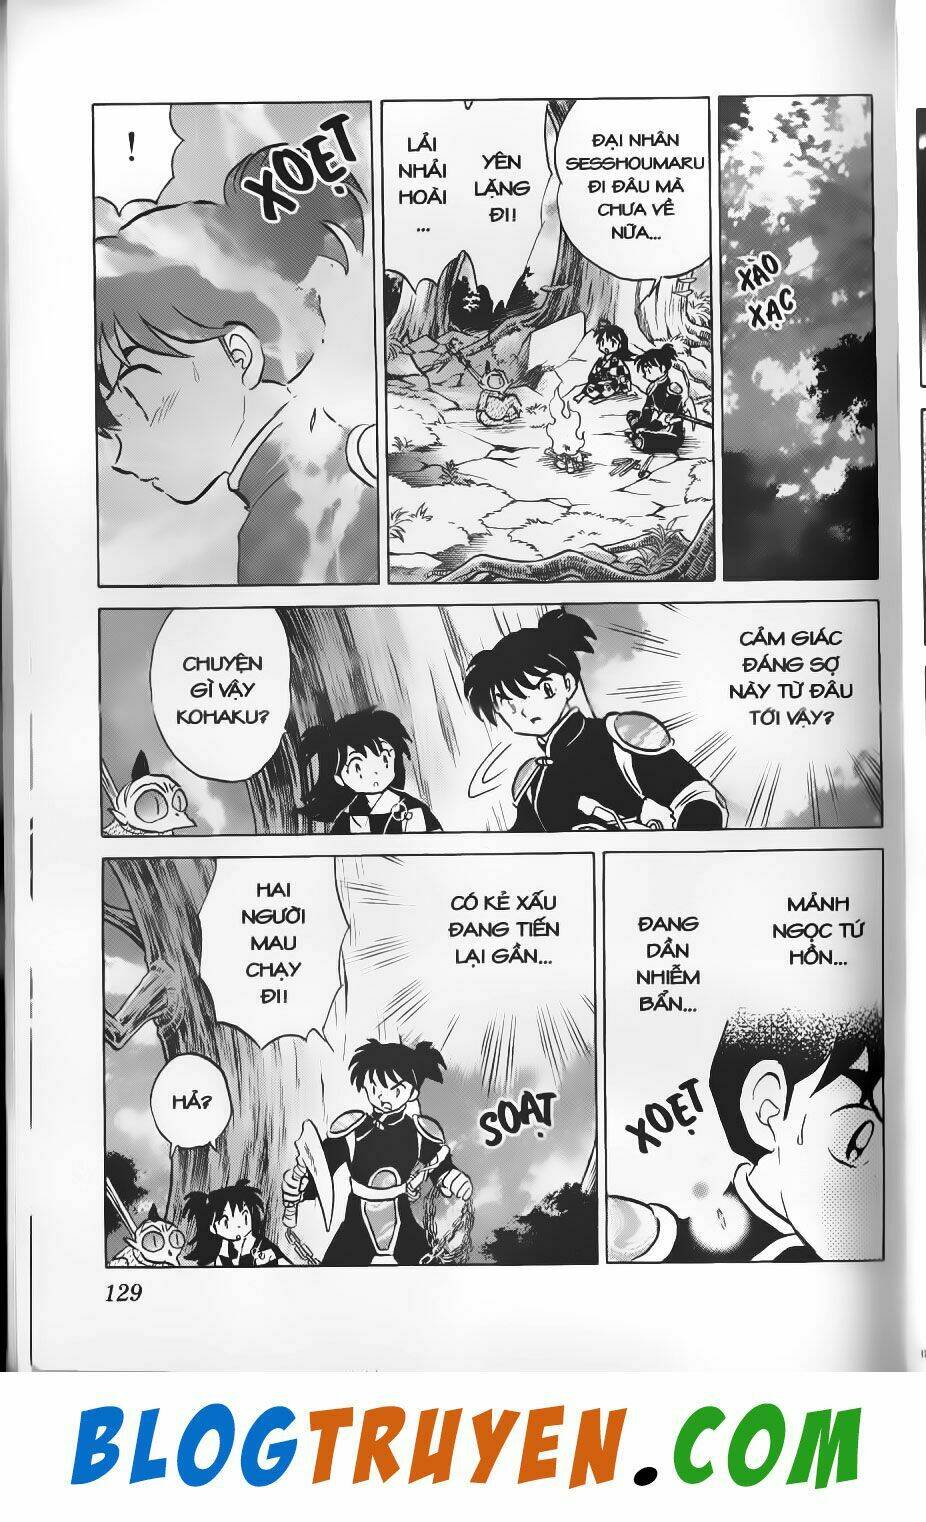 XÀO
XẠC
ĐẠI NHÂN
SESSHOUMARU
ĐI ĐÂU MÀ
CHƯA VỀ
NỮA...
YÊN
LẶNG
ĐI!
LẢI
NHẢI
HOÀI
...
XOẸT
!
CẢM GIÁC
ĐÁNG SỢ
NÀY TỪ ĐÂU
TỚI VẬY?
CHUYỆN
GÌ VẬY
KOHAKU?
MẢNH
NGỌC TỨ
HỒN...
ĐANG
DẦN
NHIỄM
BẨN...
XOẸT
CÓ KẺ XẤU
ĐANG TIẾN
LẠI GẦN...
HAI
NGƯỜI
MAU
CHẠY
ĐI!
SOẠT
HẢ?
129
BLOGTRUYEN.COM